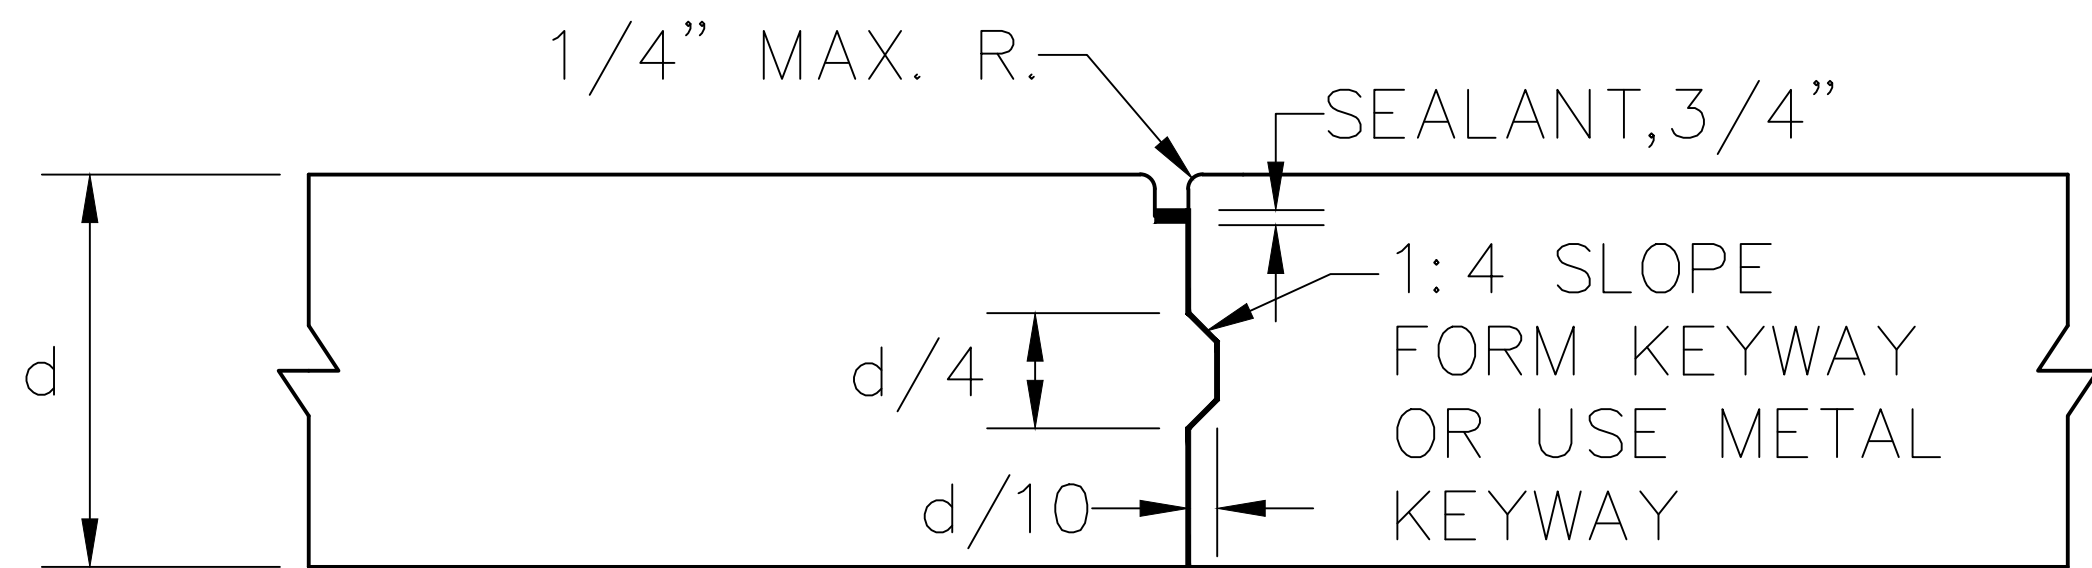 1/4” MAX. R.
SEALANT,3/4”
1:4 SLOPE
FORM KEYWAY
OR USE METAL
KEYWAY
d
d/4
d/10